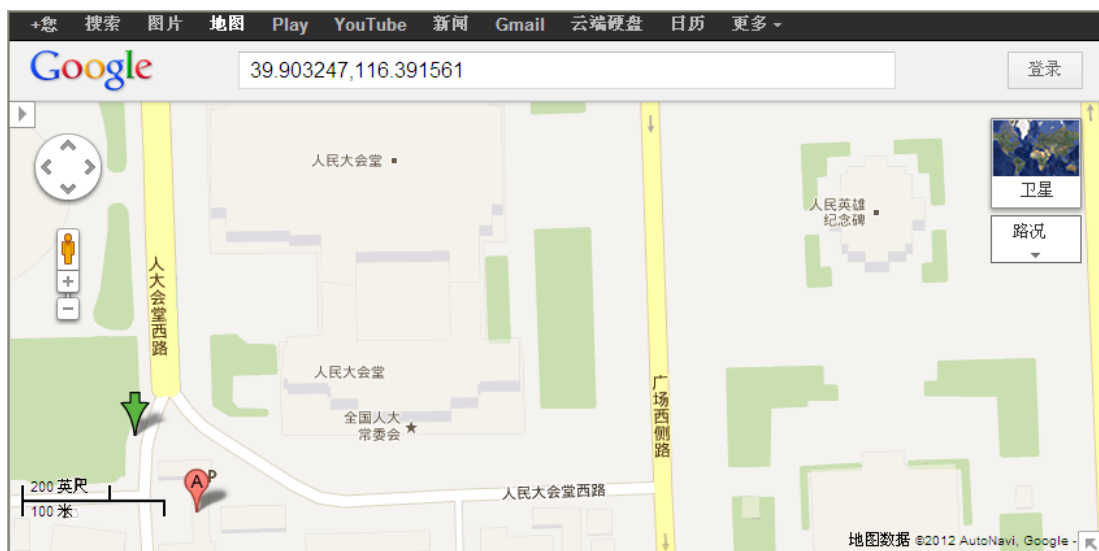 +您 搜索 图片 地图 Play YouTube 新闻 Gmail 云端硬盘 日历 更多
Google
39.903247,116.391561
登录
人民大会堂
卫星
人民英雄
纪念碑
路况
人大会堂西路
人民大会堂
广场西侧路
全国人大
常委会
A
P
200 英尺
100 米
人民大会堂西路
地图数据 ©2012 AutoNavi, Google -